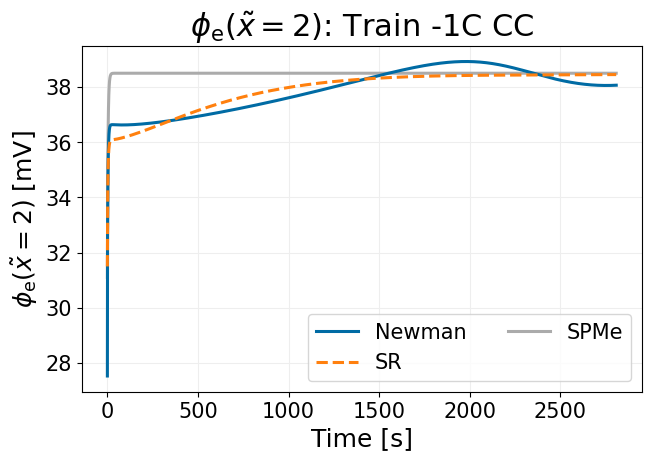 ϕe(x̃ = 2): Train -1C CC
ϕe(x̃ = 2) [mV]
38
36
34
32
30
28
0 500 1000 1500 2000 2500
Time [s]
Newman SPMe
SR